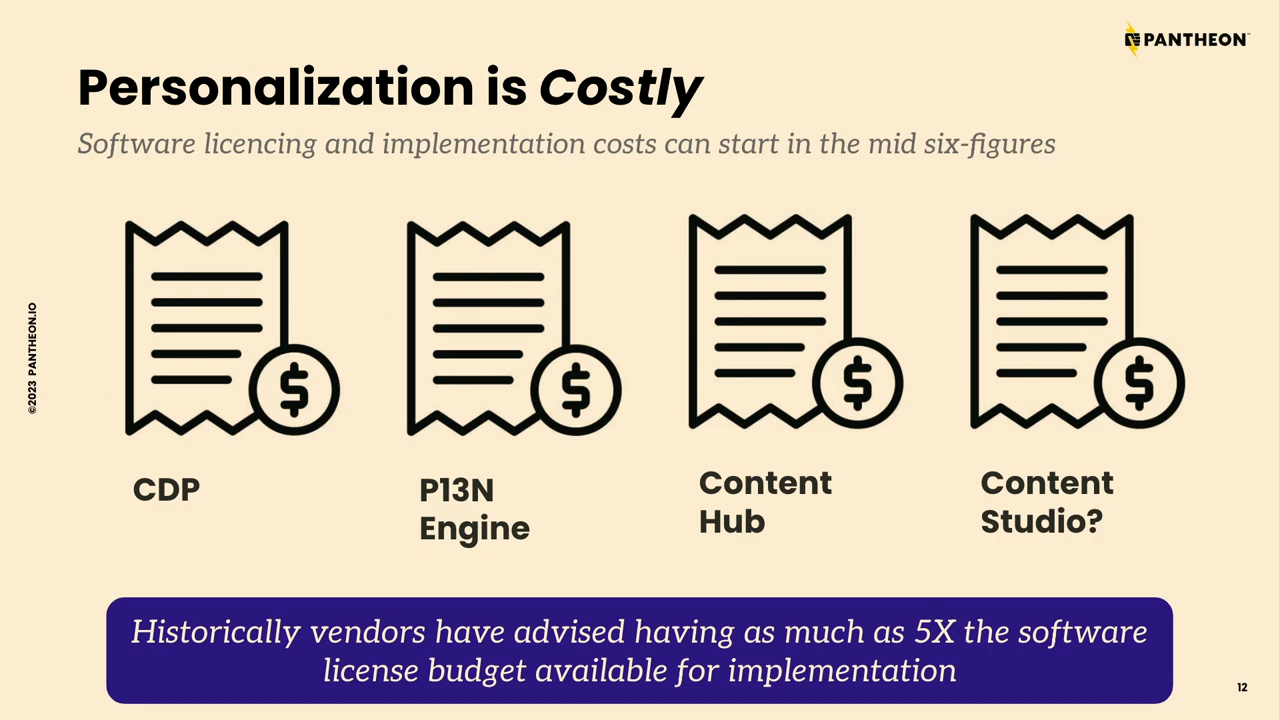 PANTHEON
Personalization is Costly
Software licencing and implementation costs can start in the mid six-figures
$
$
$
$
CDP
P13N
Engine
Content
Hub
Content
Studio?
©2023 PANTHEON.IO
Historically vendors have advised having as much as 5X the software
license budget available for implementation
12